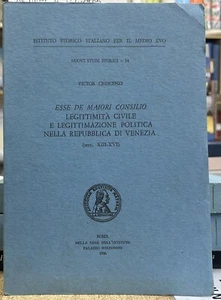 ISTITUTO STORICO ITALIANO PER IL MEDIO EVO
NUOVI STUDI STORICI - 34
VICTOR CRESCENZI
ESSE DE MAIORI CONSILIO
LEGITTIMITÀ CIVILE
E LEGITTIMAZIONE POLITICA
NELLA REPUBBLICA DI VENEZIA
(secc. XIII-XVI)
ROMA
NELLA SEDE DELL'ISTITUTO
PALAZZO BORROMINI
1996